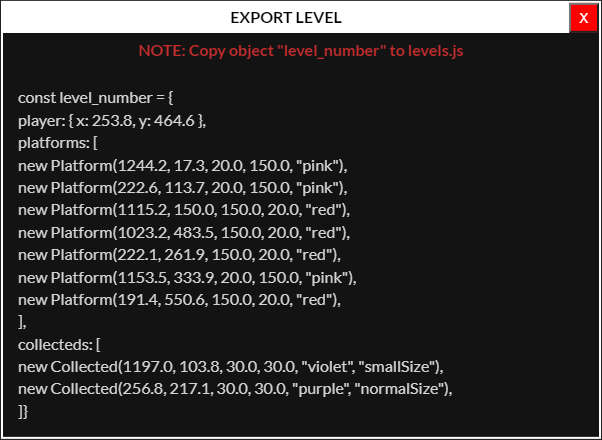 EXPORT LEVEL
X
NOTE: Copy object "level_number" to levels.js
const level_number = {
player: { x: 253.8, y: 464.6 },
platforms: [
new Platform(1244.2, 17.3, 20.0, 150.0, "pink"),
new Platform(222.6, 113.7, 20.0, 150.0, "pink"),
new Platform(1115.2, 150.0, 150.0, 20.0, "red"),
new Platform(1023.2, 483.5, 150.0, 20.0, "red"),
new Platform(222.1, 261.9, 150.0, 20.0, "red"),
new Platform(1153.5, 333.9, 20.0, 150.0, "pink"),
new Platform(191.4, 550.6, 150.0, 20.0, "red"),
],
collecteds: [
new Collected(1197.0, 103.8, 30.0, 30.0, "violet", "smallSize"),
new Collected(256.8, 217.1, 30.0, 30.0, "purple", "normalSize"),
]}